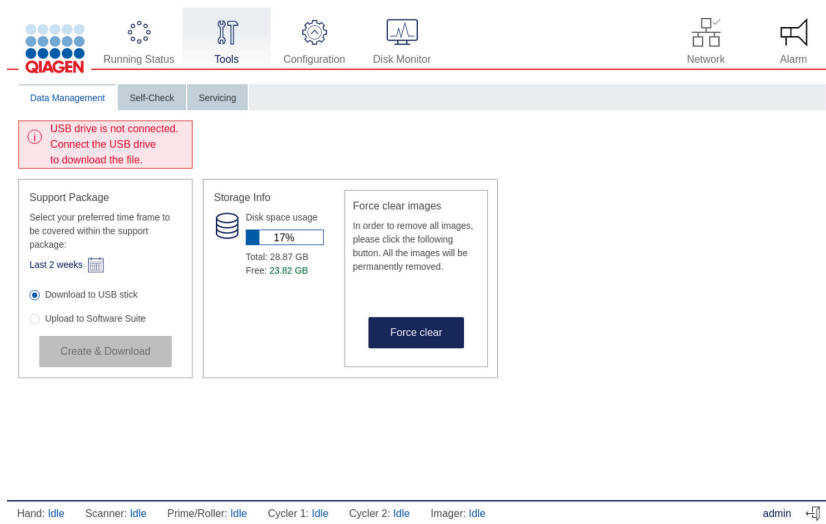 QIAGEN
Running Status
Tools
Configuration
Disk Monitor
Network
Alarm
Data Management
Self-Check
Servicing
USB drive is not connected.
Connect the USB drive
to download the file.
Support Package
Select your preferred time frame to
be covered within the support
package:
Last 2 weeks
Download to USB stick
Upload to Software Suite
Create & Download
Storage Info
Disk space usage
17%
Total: 28.87 GB
Free: 23.82 GB
Force clear images
In order to remove all images,
please click the following
button. All the images will be
permanently removed.
Force clear
Hand: Idle
Scanner: Idle
Prime/Roller: Idle
Cycler 1: Idle
Cycler 2: Idle
Imager: Idle
admin